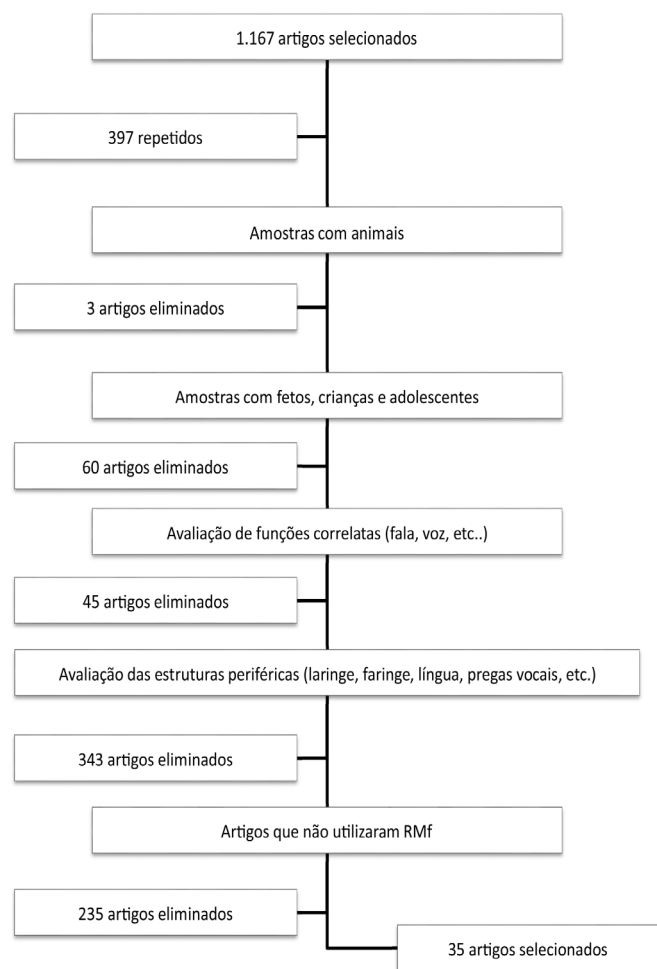 1.167 artigos selecionados
397 repetidos
Amostras com animais
3 artigos eliminados
Amostras com fetos, crianças e adolescentes
60 artigos eliminados
Avaliação de funções correlatas (fala, voz, etc..)
45 artigos eliminados
Avaliação das estruturas periféricas (laringe, faringe, língua, pregas vocais, etc.)
343 artigos eliminados
Artigos que não utilizaram RMf
235 artigos eliminados
35 artigos selecionados